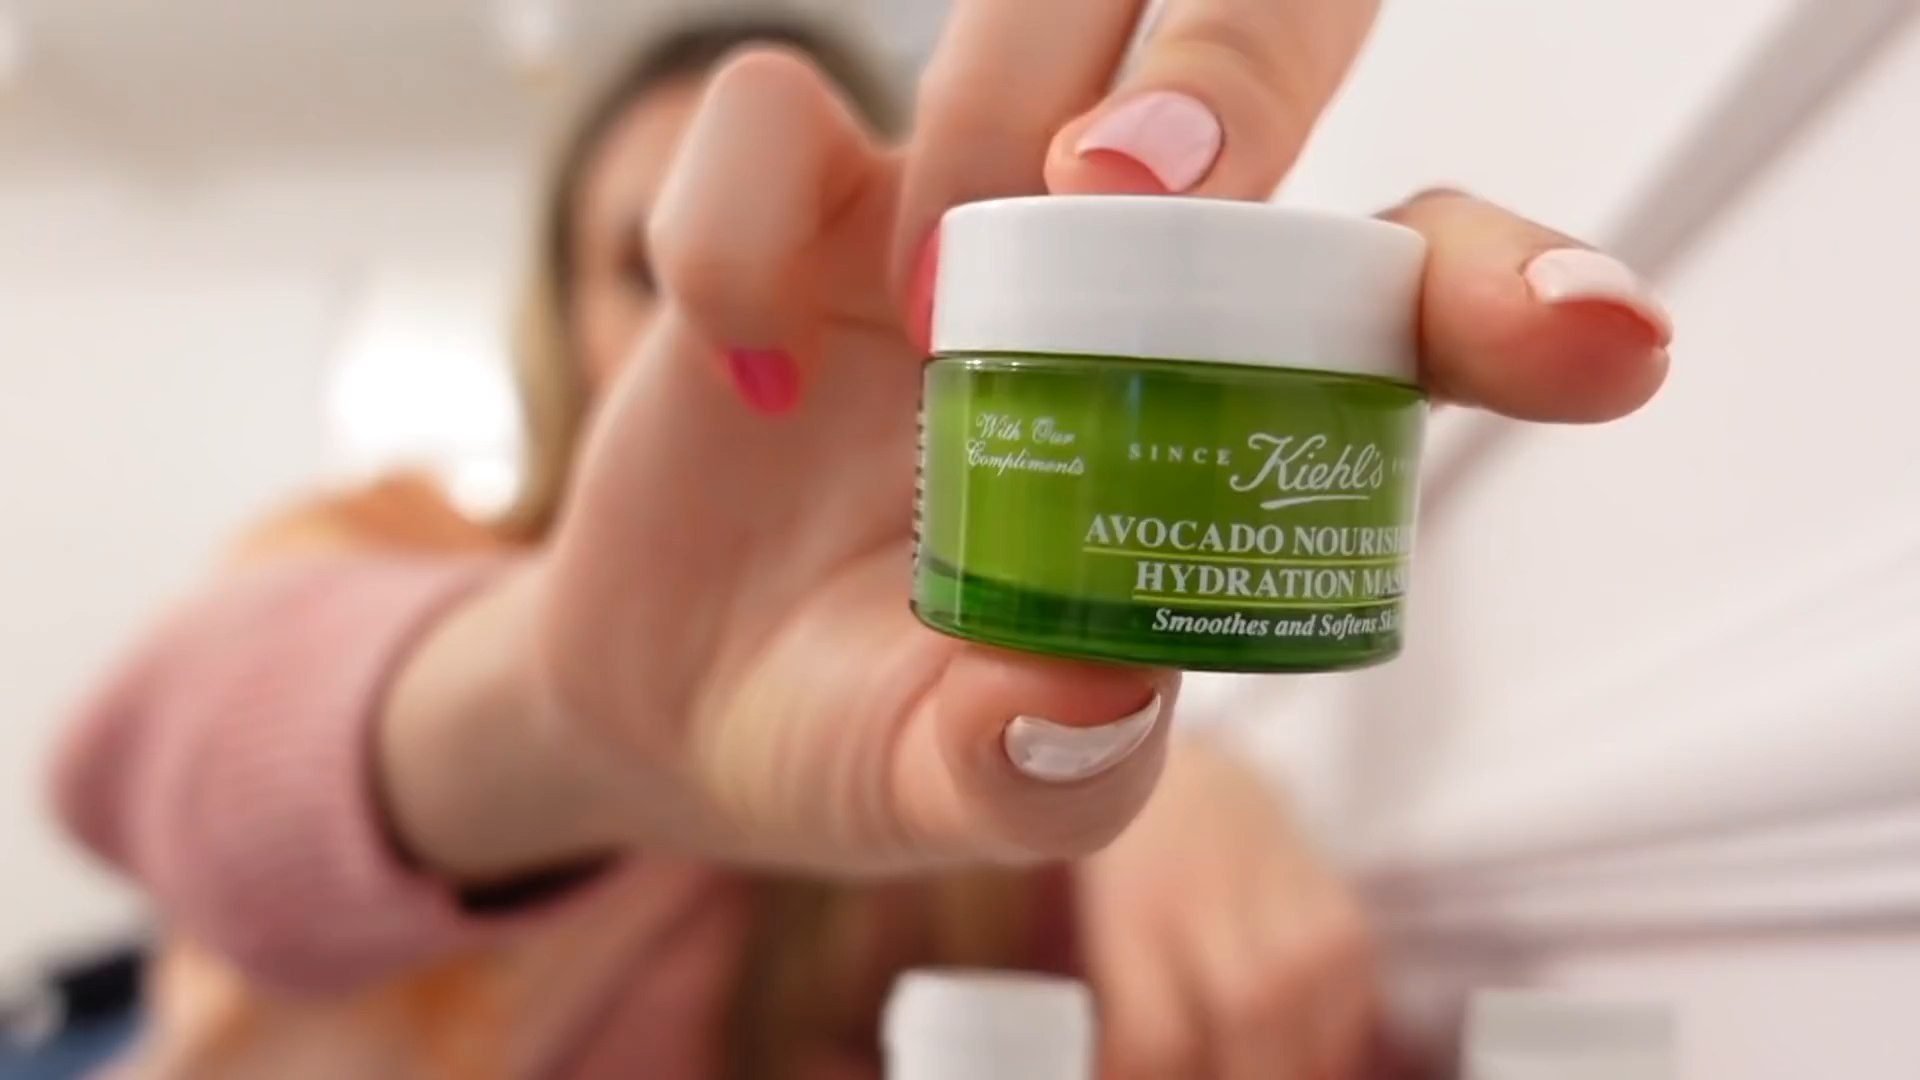 With Our
Compliments
SINCE Kiehl's
AVOCADO NOURISH
HYDRATION MAS
Smoothes and Softens Sk